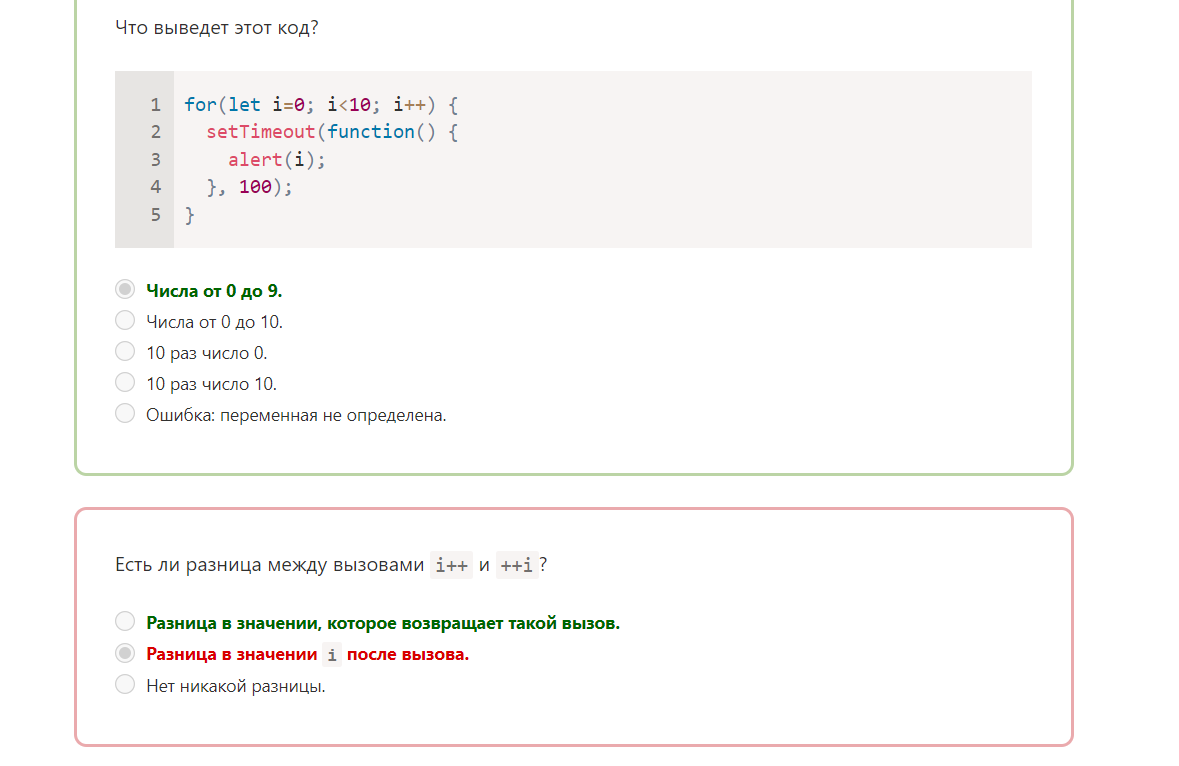 Что выведет этот код?
1 for(let i=0; i<10; i++) {
2 setTimeout(function() {
3 alert(i);
4 }, 100);
5 }
Числа от 0 до 9.
Числа от 0 до 10.
10 раз число 0.
10 раз число 10.
Ошибка: переменная не определена.
Есть ли разница между вызовами i++ и ++i?
Разница в значении, которое возвращает такой вызов.
Разница в значении i после вызова.
Нет никакой разницы.